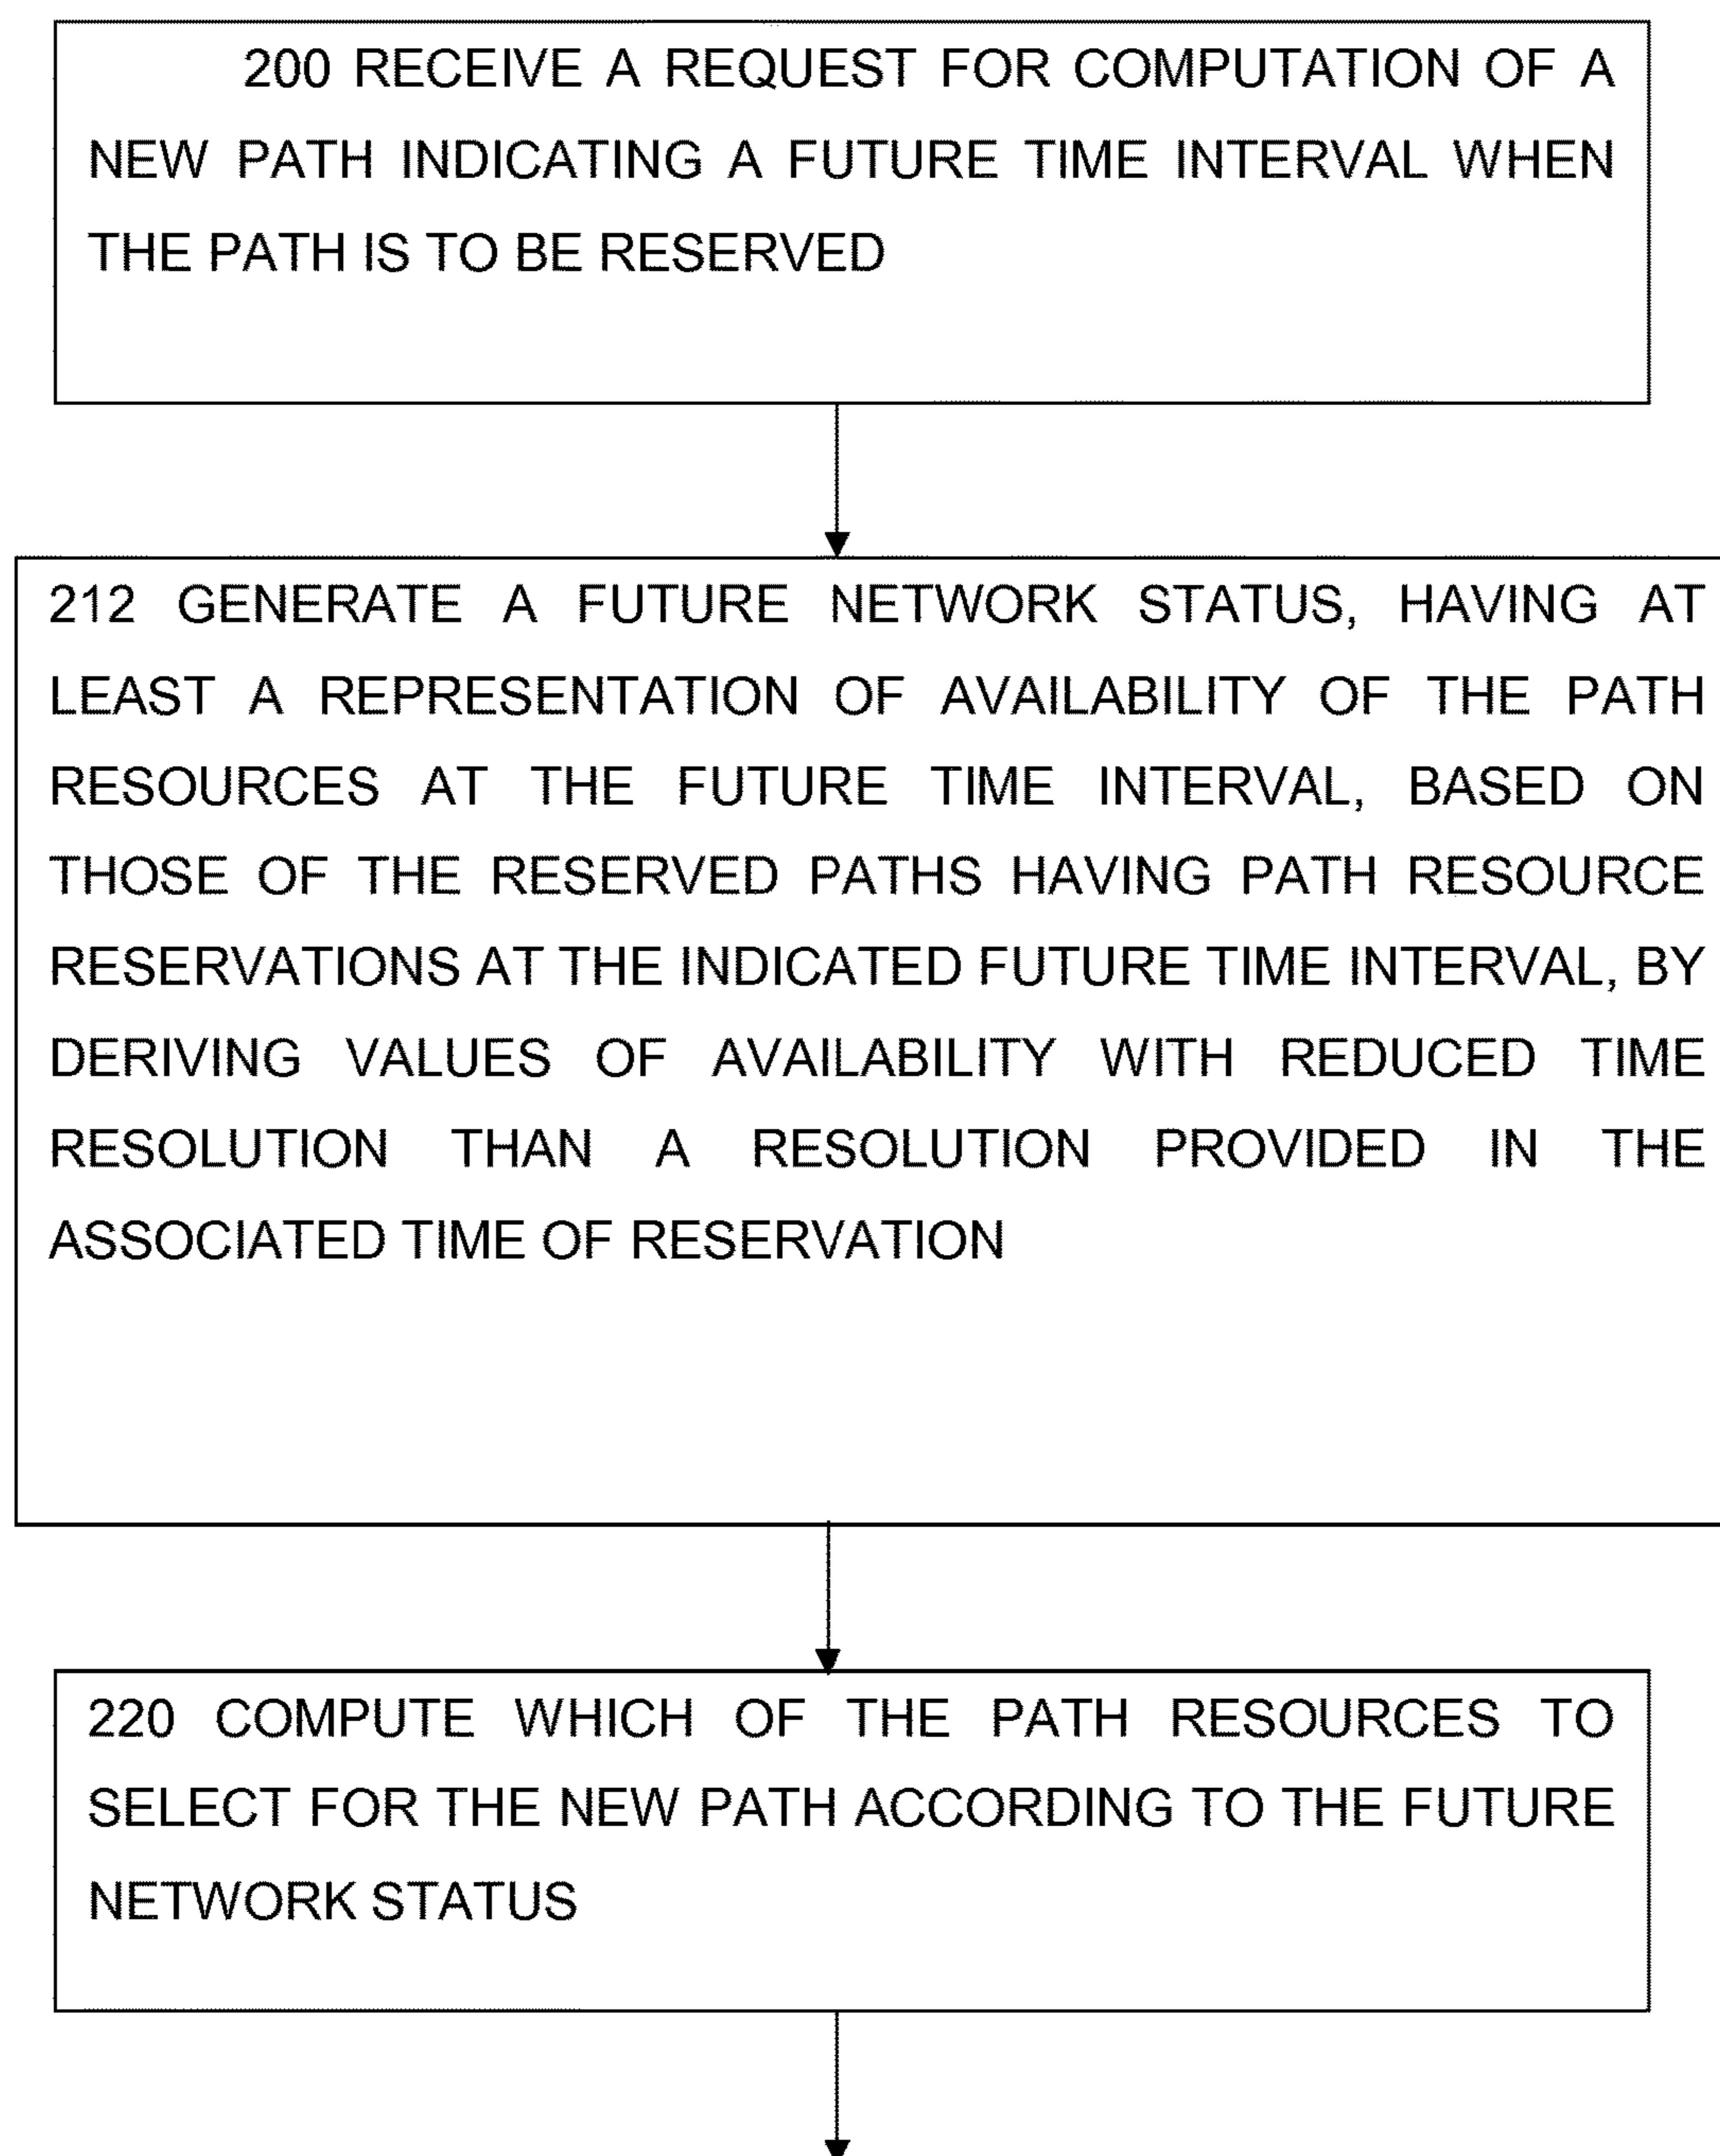 200 RECEIVE A REQUEST FOR COMPUTATION OF A
NEW PATH INDICATING A FUTURE TIME INTERVAL WHEN
THE PATH IS TO BE RESERVED
212 GENERATE A FUTURE NETWORK STATUS, HAVING AT
LEAST A REPRESENTATION OF AVAILABILITY OF THE PATH
RESOURCES AT THE FUTURE TIME INTERVAL, BASED ON
THOSE OF THE RESERVED PATHS HAVING PATH RESOURCE
RESERVATIONS AT THE INDICATED FUTURE TIME INTERVAL, BY
DERIVING VALUES OF AVAILABILITY WITH REDUCED TIME
RESOLUTION THAN A RESOLUTION PROVIDED IN THE
ASSOCIATED TIME OF RESERVATION
220 COMPUTE WHICH OF THE PATH RESOURCES TO
SELECT FOR THE NEW PATH ACCORDING TO THE FUTURE
NETWORK STATUS